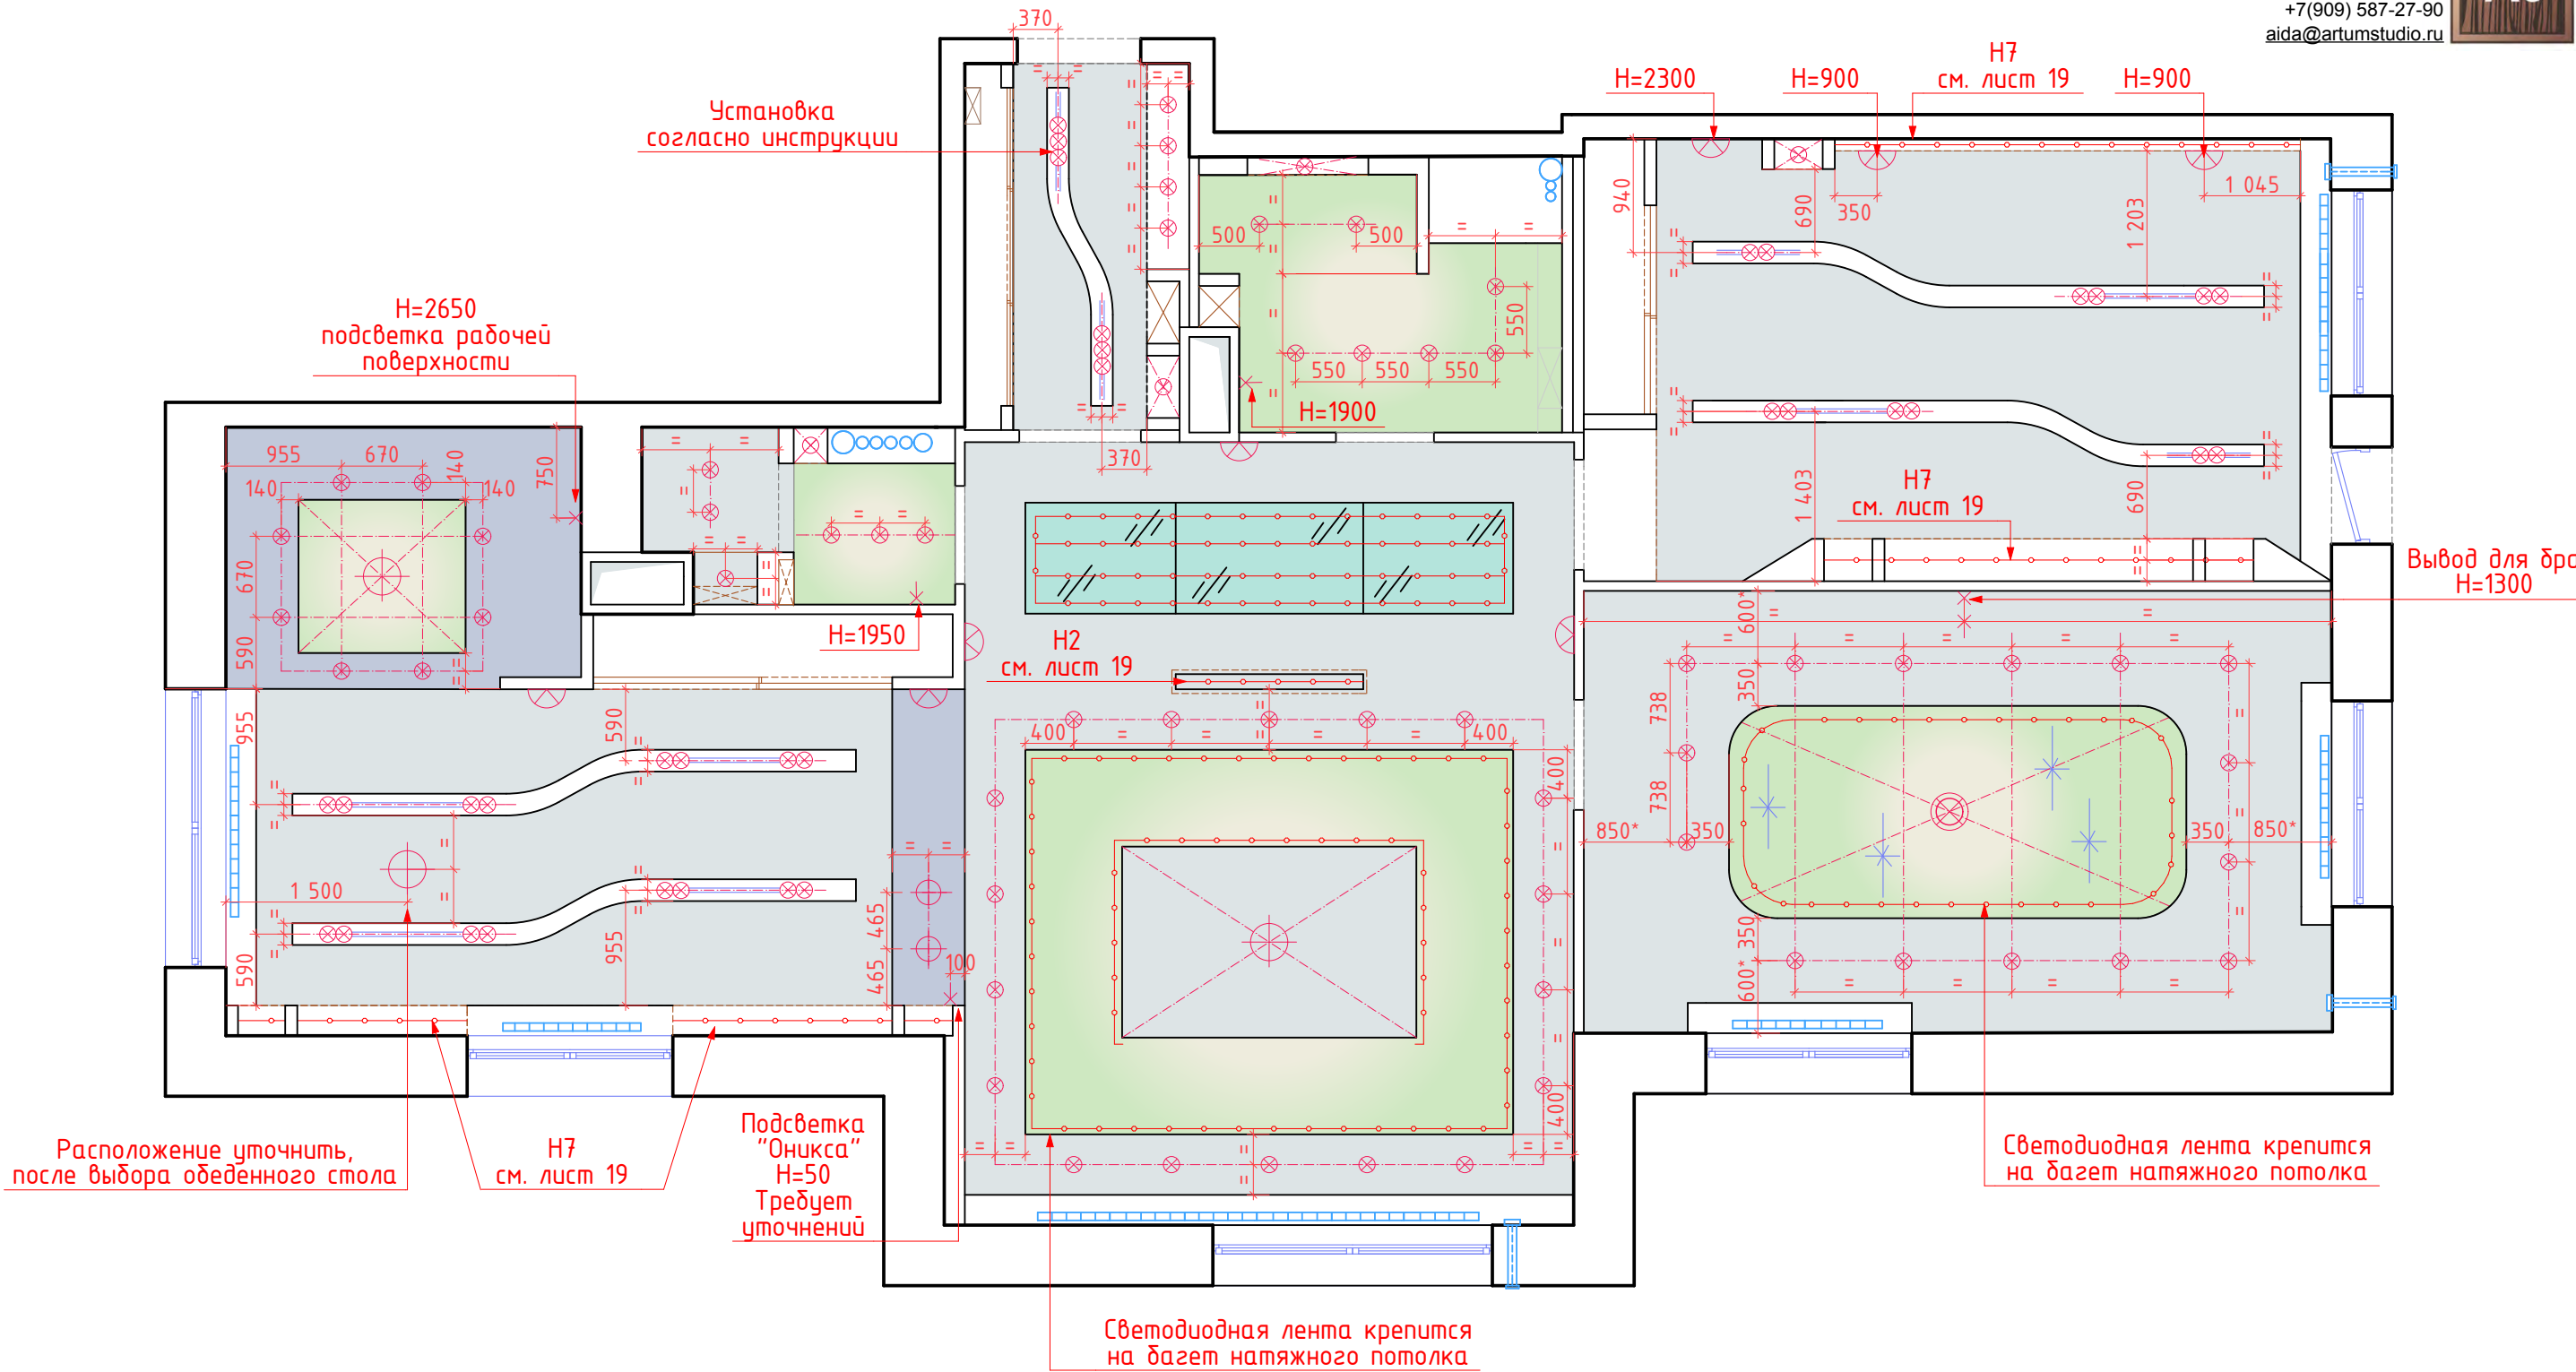 +7(909) 587-27-90
aida@artumstudio.ru
370
Установка
согласно инструкции
H=2300
H=900
H7
см. лист 19
H=900
940
690
350
1 203
1 045
500
500
550
550
550
550
H=1900
370
H=2650
подсветка рабочей
поверхности
955
670
140
140
140
750
670
590
H=1950
H7
см. лист 19
1 403
690
Вывод для бра
H=1300
H2
см. лист 19
600*
350
738
738
850*
350
350
850*
350
600*
955
590
1 500
590
955
465
465
100
400
400
400
400
Расположение уточнить,
после выбора обеденного стола
H7
см. лист 19
Подсветка
"Оникса"
H=50
Требует
уточнений
Светодиодная лента крепится
на багет натяжного потолка
Светодиодная лента крепится
на багет натяжного потолка